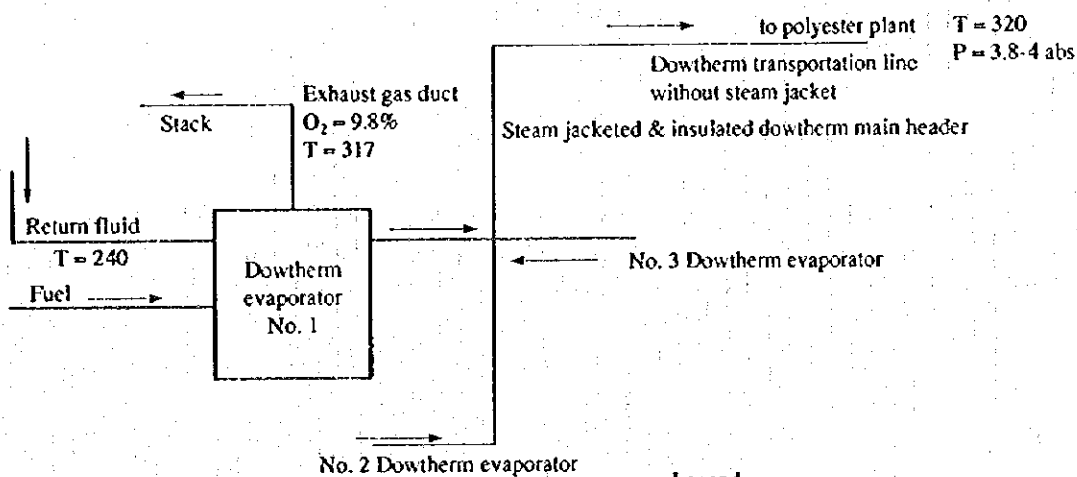 to polyester plant T = 320
P = 3.8-4 abs
Dowtherm transportation line
without steam jacket
Exhaust gas duct
O₂ = 9.8%
T = 317
Stack
Steam jacketed & insulated dowtherm main header
Return fluid
T = 240
Fuel
Dowtherm
evaporator
No. 1
No. 3 Dowtherm evaporator
No. 2 Dowtherm evaporator